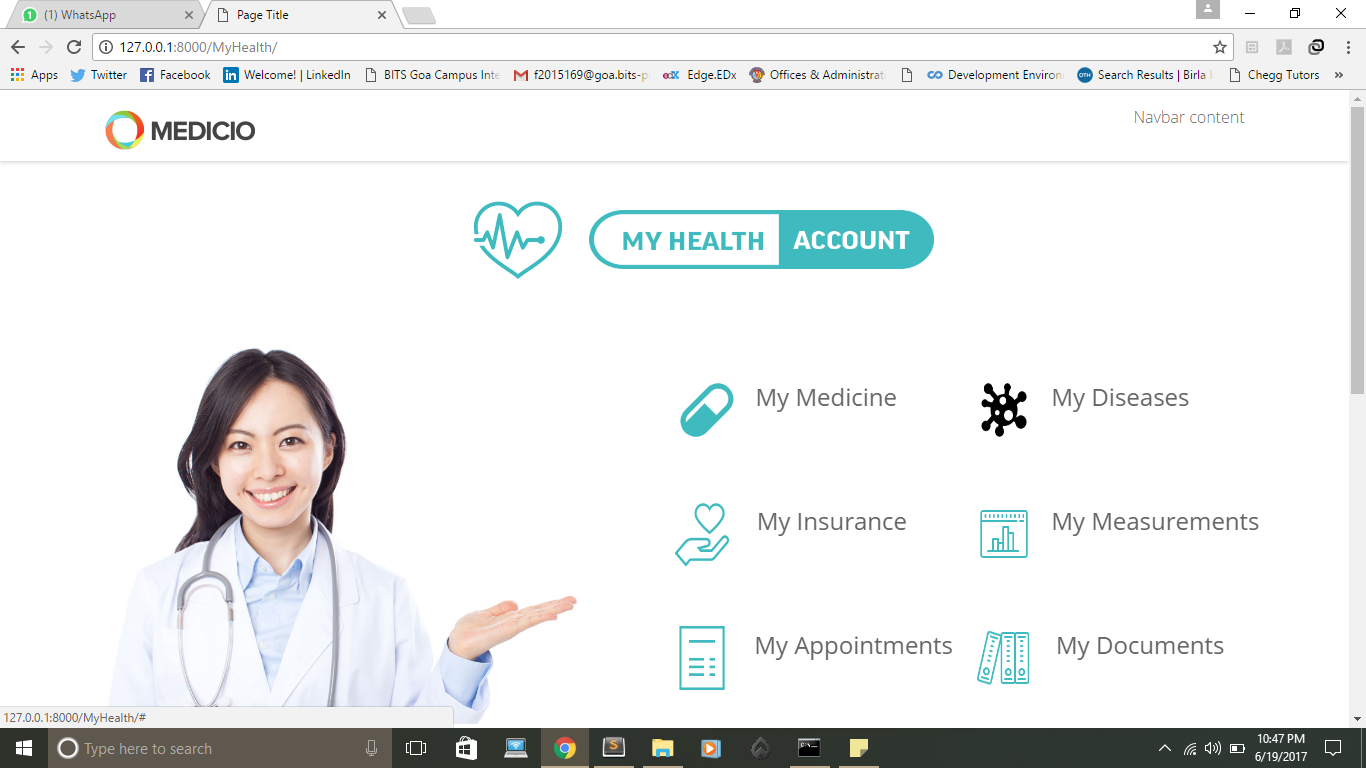 (1) WhatsApp
Page Title
127.0.0.1:8000/MyHealth/
Apps Twitter Facebook Welcome! | LinkedIn BITS Goa Campus Inte f2015169@goa.bits-p Edge.EDx Offices & Administrati Development Environ Search Results | Birla Chegg Tutors »
MEDICIO
Navbar content
MY HEALTH ACCOUNT
My Medicine
My Diseases
My Insurance
My Measurements
My Appointments
My Documents
127.0.0.1:8000/MyHealth/#
Type here to search
10:47 PM
6/19/2017